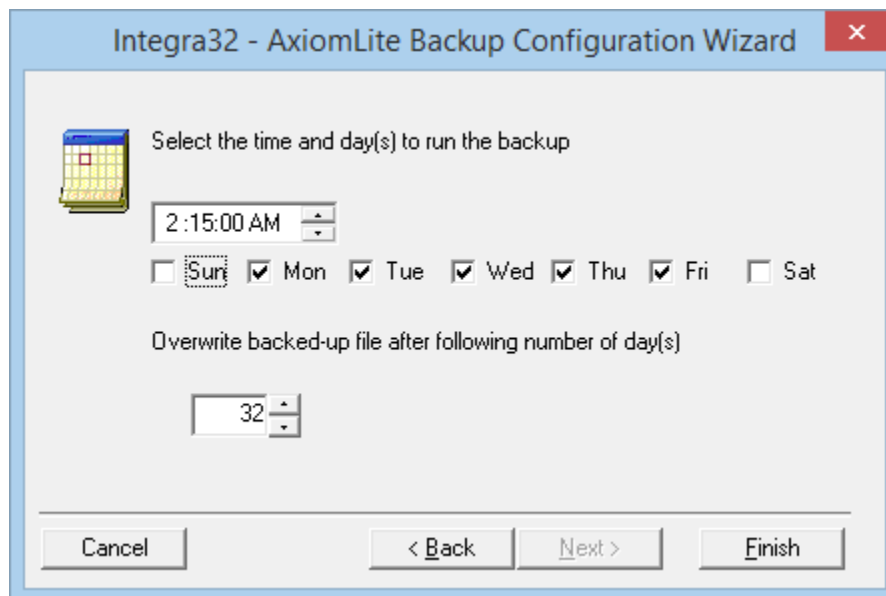 Integra32 - AxiomLite Backup Configuration Wizard
Select the time and day(s) to run the backup
2 :15:00 AM
Sun Mon Tue Wed Thu Fri Sat
Overwrite backed-up file after following number of day(s)
32
Cancel < Back Next > Finish